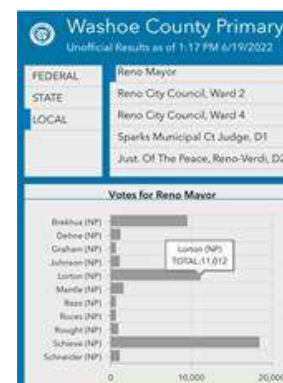 Washoe County Primary
Unofficial Results as of 1:17 PM 6/19/2022
FEDERAL
STATE
LOCAL
Reno Mayor
Reno City Council, Ward 2
Reno City Council, Ward 4
Sparks Municipal Ct Judge, D1
Just. Of The Peace, Reno-Verdi, D2
Votes for Reno Mayor
Brekhus (NP)
Defme (NP)
Graham (NP)
Johnson (NP)
Lorton (NP)
Mantle (NP)
Razo (NP)
Roces (NP)
Rought (NP)
Schieve (NP)
Schneider (NP)
Lorton (NP)
TOTAL:11,012
0
10,000
20,000